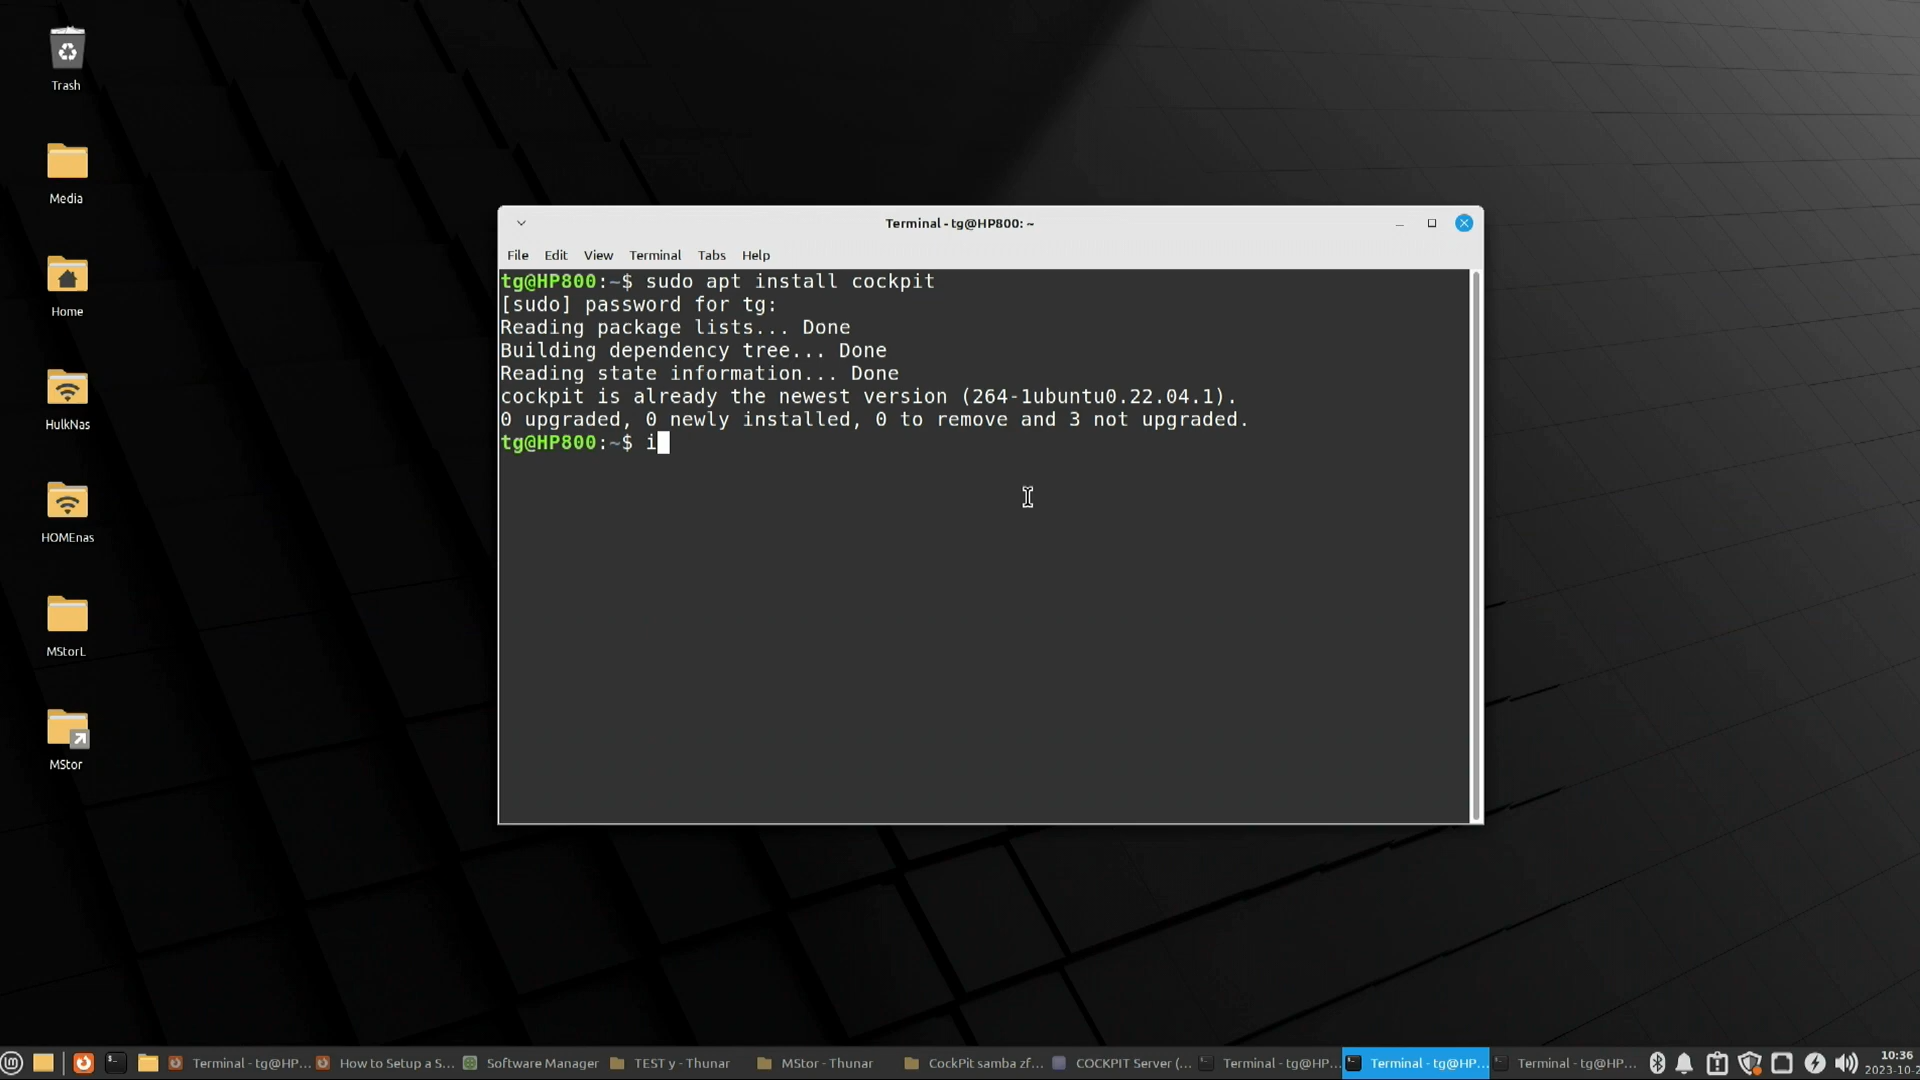 Trash
Media
Home
HulkNas
HOMEnas
MStorL
MStor
Terminal - tg@HP800: ~
File Edit View Terminal Tabs Help
tg@HP800:~$ sudo apt install cockpit
[sudo] password for tg:
Reading package lists... Done
Building dependency tree... Done
Reading state information... Done
cockpit is already the newest version (264-1ubuntu0.22.04.1).
0 upgraded, 0 newly installed, 0 to remove and 3 not upgraded.
tg@HP800:~$ i
Terminal - tg@HP... How to Setup a S... Software Manager TEST y - Thunar MStor - Thunar CockPit samba zf... COCKPIT Server (... Terminal - tg@HP... Terminal - tg@HP... Terminal - tg@HP... 10:36
2023-10-2